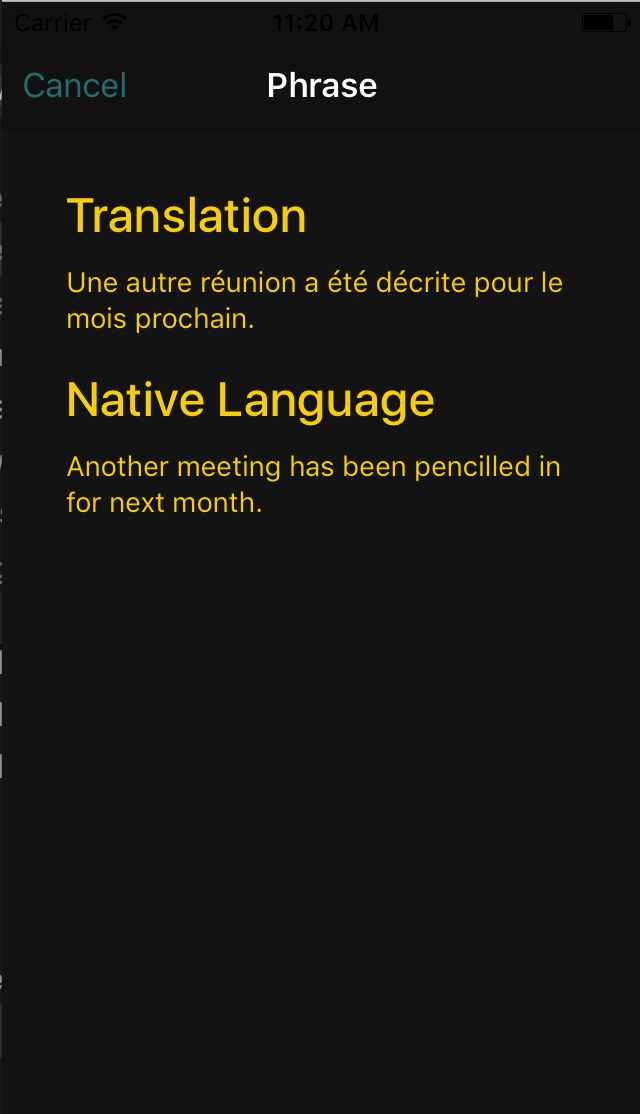 Carrier 11:20 AM
Cancel Phrase
Translation
Une autre réunion a été décrite pour le
mois prochain.
Native Language
Another meeting has been pencilled in
for next month.